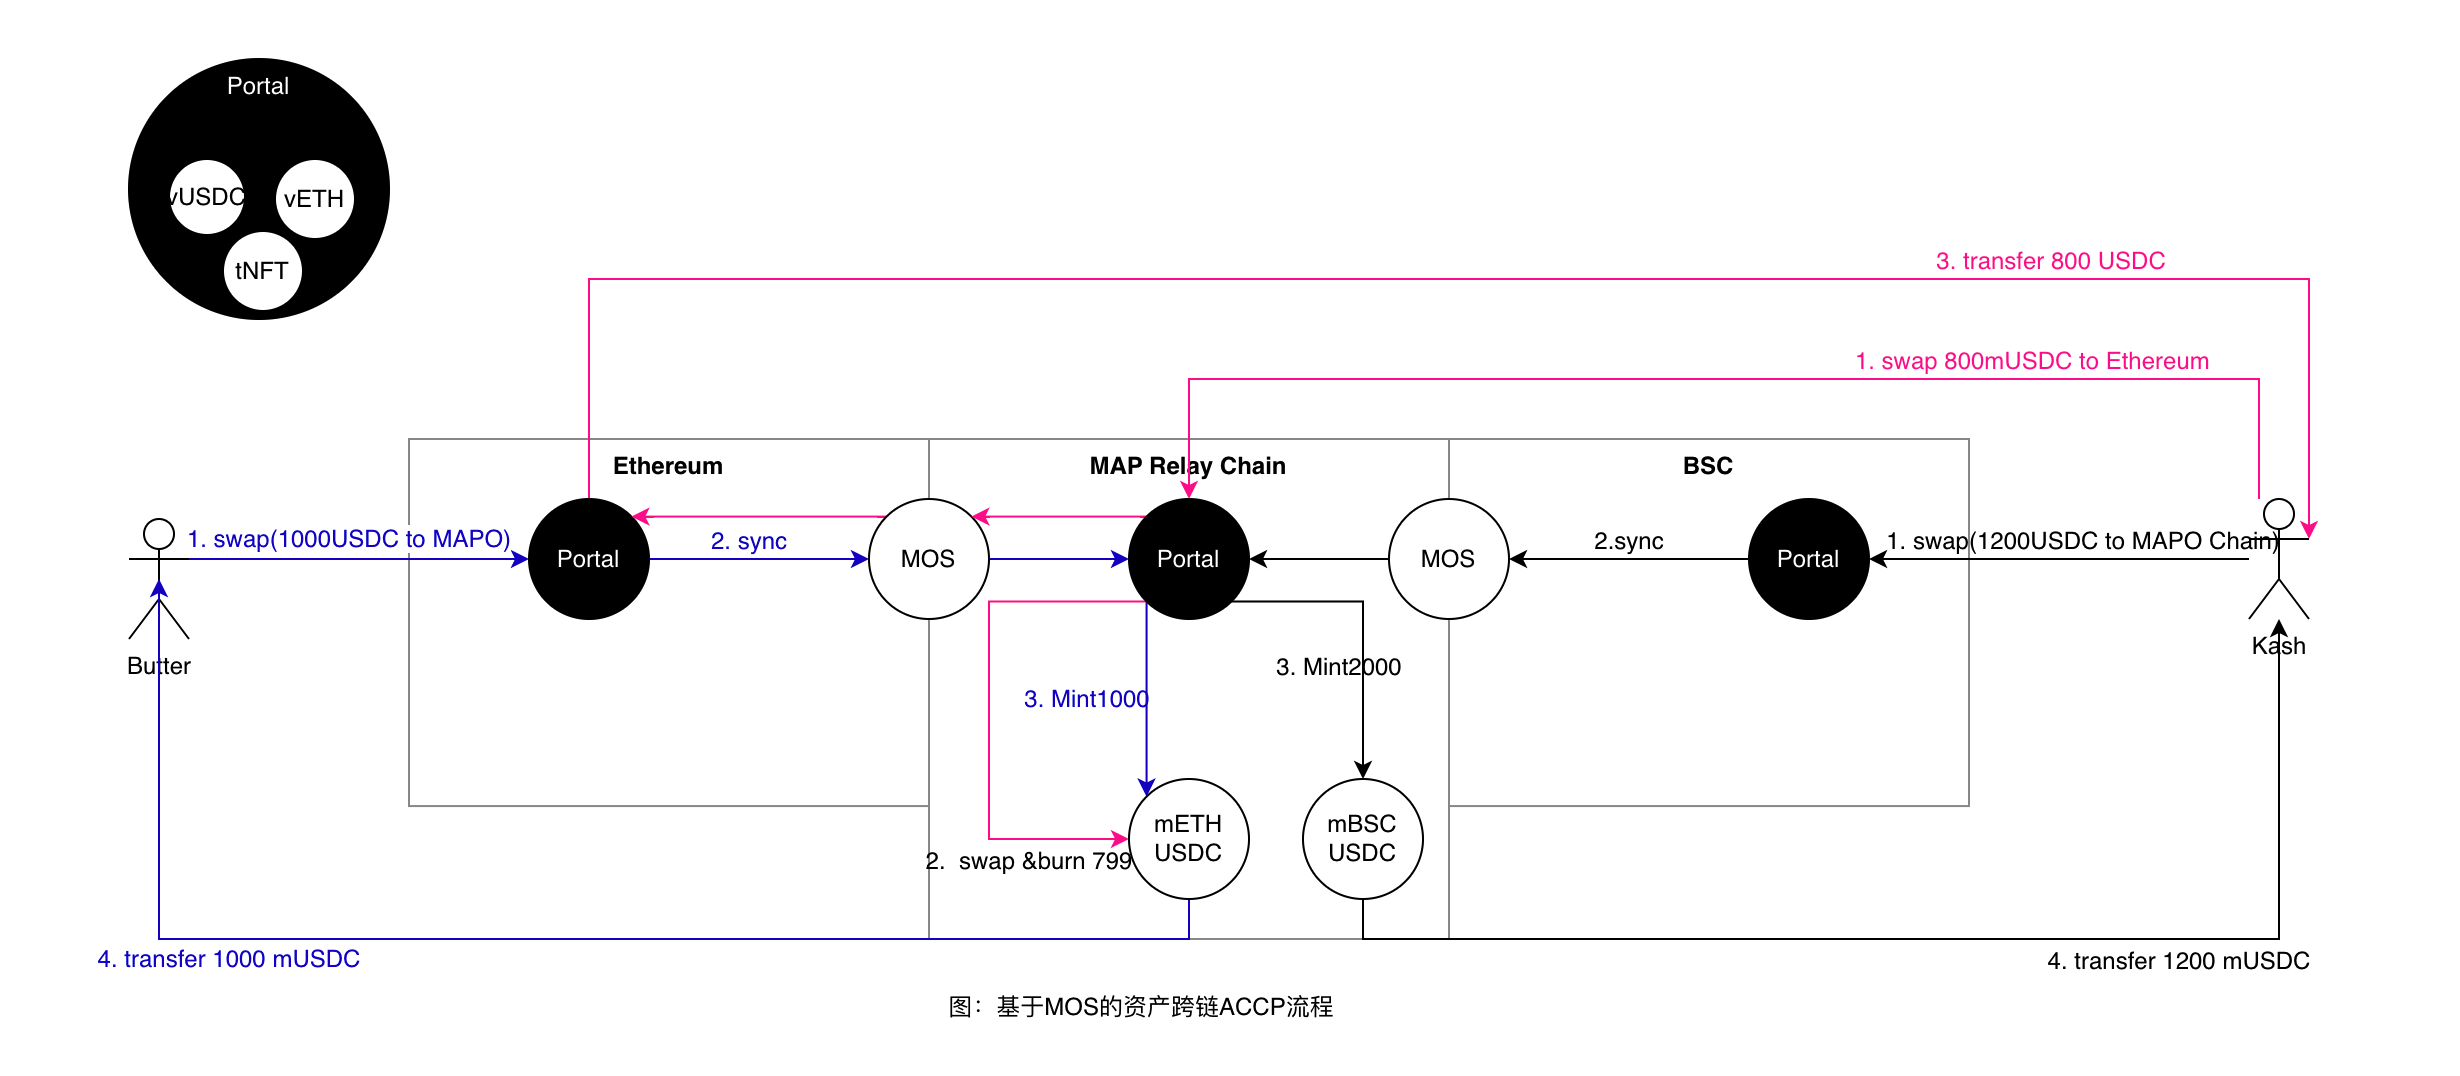 Portal
vUSDC
vETH
tNFT
3. transfer 800 USDC
1. swap 800mUSDC to Ethereum
Ethereum
MAP Relay Chain
BSC
1. swap(1000USDC to MAPO)
Portal
2. sync
MOS
Portal
MOS
2.sync
Portal
1. swap(1200USDC to MAPO Chain)
Butter
Kash
3. Mint1000
3. Mint2000
mETH
USDC
mBSC
USDC
2.  swap &burn 799
4. transfer 1000 mUSDC
4. transfer 1200 mUSDC
图：基于MOS的资产跨链ACCP流程